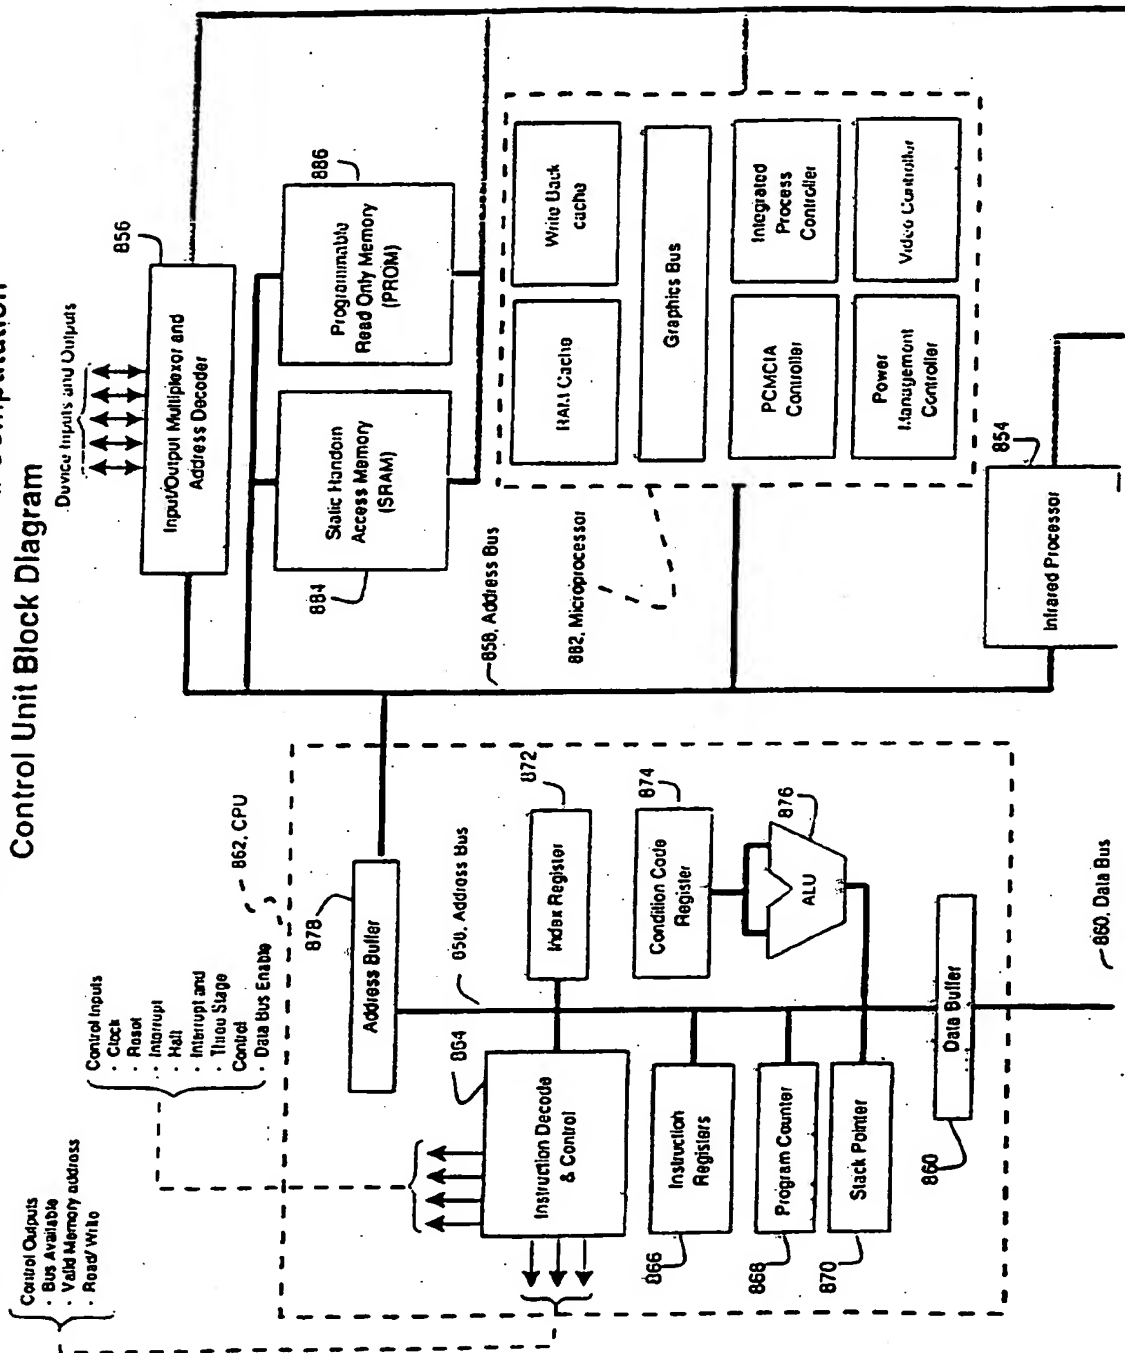 Control Unit Block Diagram
Device Inputs and Outputs
856
Input/Output Multiplexor and
Address Decoder
886
Programmable
Read Only Memory
(PROM)
Static Random
Access Memory
(SRAM)
884
858, Address Bus
882, Microprocessor
Write Back
cache
RAM Cache
Graphics Bus
Integrated
Process
Controller
PCMCIA
Controller
Video Controller
Power
Management
Controller
854
Infrared Processor
Control Outputs
· Bus Available
· Valid Memory address
· Read/ Write
Control Inputs
· Clock
· Reset
· Interrupt
· Halt
· Interrupt and
Three Stage
Control
· Data Bus Enable
862, CPU
878
Address Buffer
Address Bus
864
Instruction Decode
& Control
872
Index Register
874
Condition Code
Register
876
ALU
Instruction
Registers
866
Program Counter
868
Stack Pointer
870
Data Buffer
860
860, Data Bus